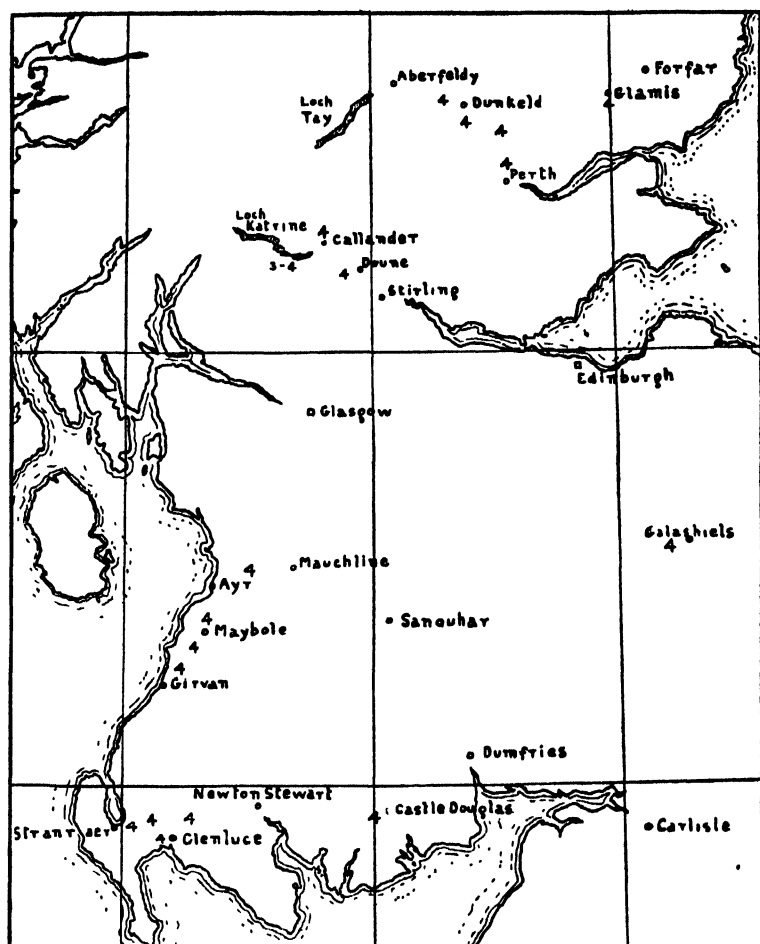 Aberfeldy
Forfar
Loch
Tay
4
Dunkeld
4
Glamis
4
4
4
Perth
Loch
Katrine
4
Callander
3-4
4
Doune
Stirling
Edinburgh
Glasgow
Galashiels
4
4
Mauchline
Ayr
4
Maybole
Sanquhar
4
4
Girvan
Dumfries
Newton Stewart
4
Castle Douglas
Stranraer
4
4
4
4
Glenluce
Carlisle